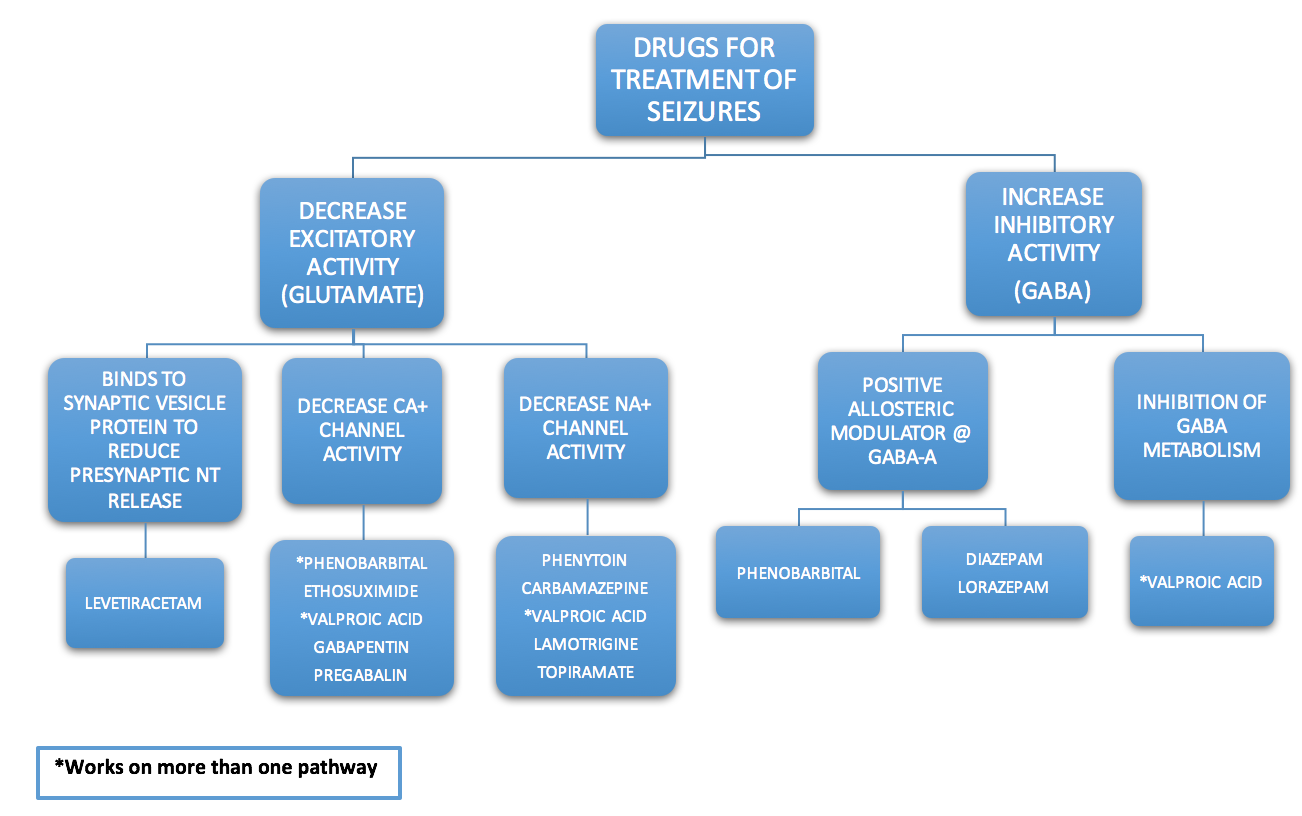 DRUGS FOR
TREATMENT OF
SEIZURES
DECREASE
EXCITATORY
ACTIVITY
(GLUTAMATE)
INCREASE
INHIBITORY
ACTIVITY
(GABA)
BINDS TO
SYNAPTIC VESICLE
PROTEIN TO
REDUCE
PRESYNAPTIC NT
RELEASE
DECREASE CA+
CHANNEL
ACTIVITY
DECREASE NA+
CHANNEL
ACTIVITY
POSITIVE
ALLOSTERIC
MODULATOR @
GABA-A
INHIBITION OF
GABA
METABOLISM
LEVETIRACETAM
*PHENOBARBITAL
ETHOSUXIMIDE
*VALPROIC ACID
GABAPENTIN
PREGABALIN
PHENYTOIN
CARBAMAZEPINE
*VALPROIC ACID
LAMOTRIGINE
TOPIRAMATE
PHENOBARBITAL
DIAZEPAM
LORAZEPAM
*VALPROIC ACID
*Works on more than one pathway